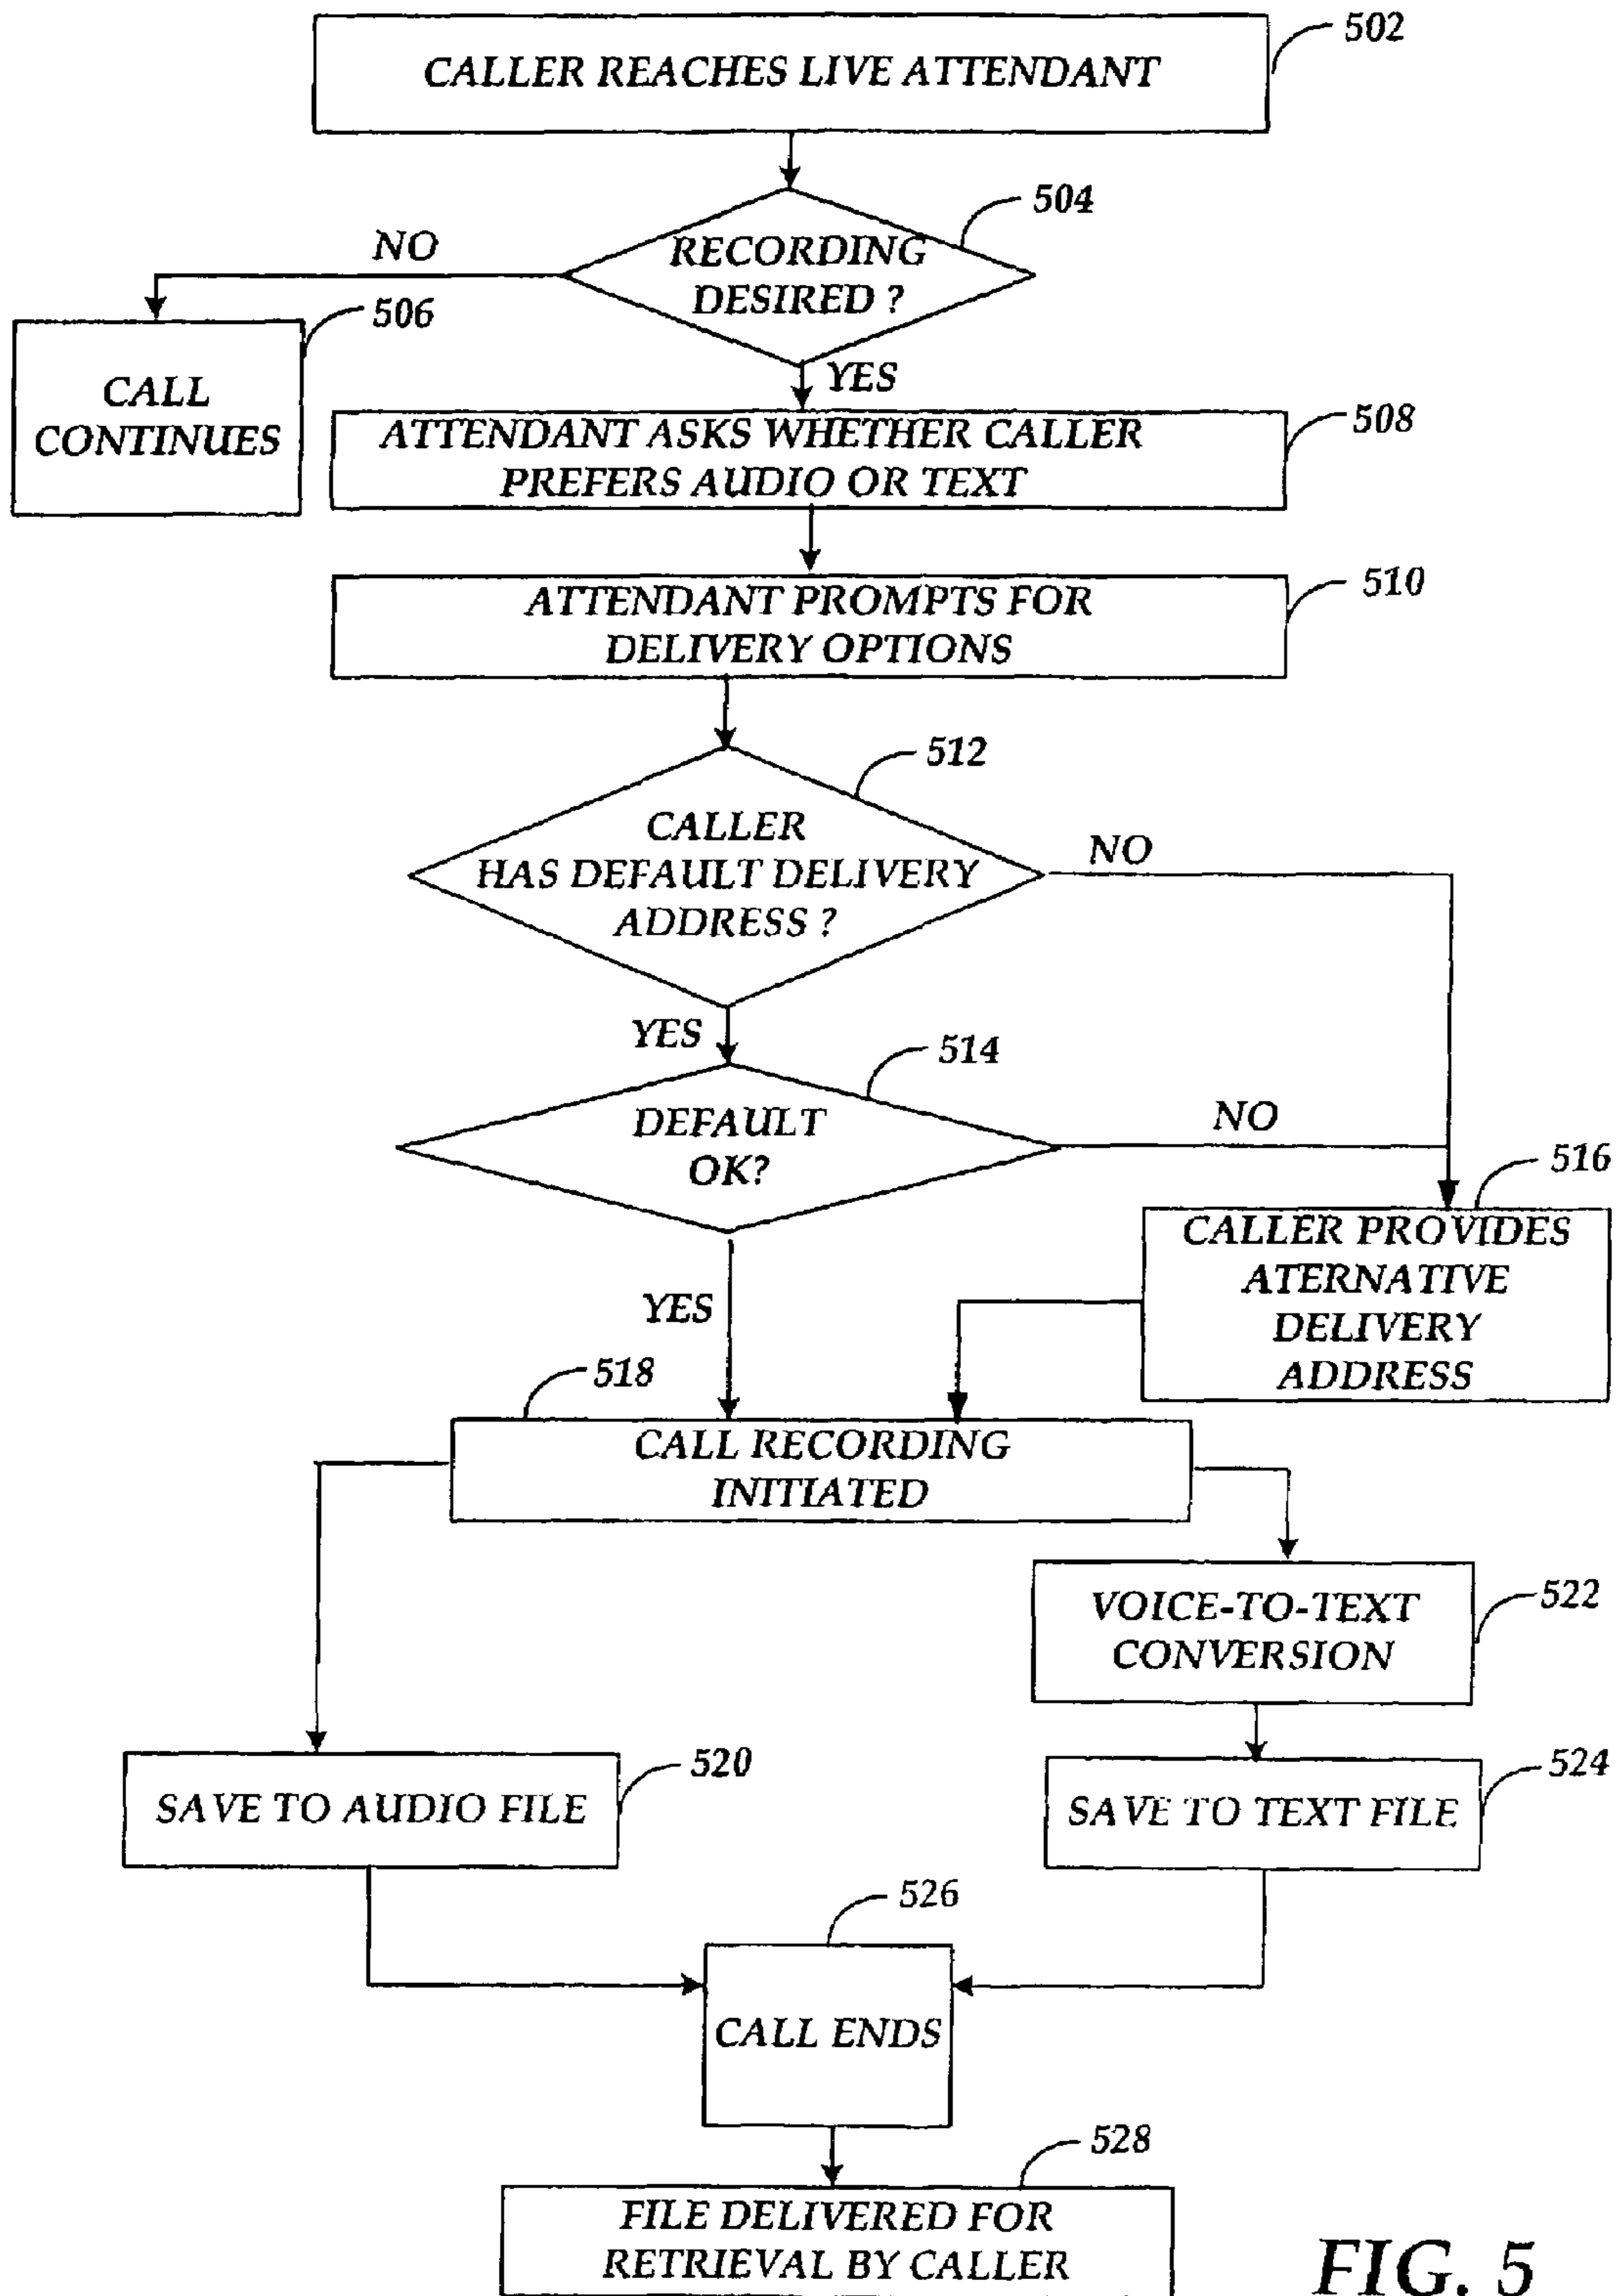 502
CALLER REACHES LIVE ATTENDANT
504
NO
RECORDING
DESIRED ?
506
YES
CALL
CONTINUES
508
ATTENDANT ASKS WHETHER CALLER
PREFERS AUDIO OR TEXT
510
ATTENDANT PROMPTS FOR
DELIVERY OPTIONS
512
CALLER
HAS DEFAULT DELIVERY
ADDRESS ?
NO
YES
514
DEFAULT
OK?
NO
516
CALLER PROVIDES
ATERNATIVE
DELIVERY
ADDRESS
YES
518
CALL RECORDING
INITIATED
522
VOICE-TO-TEXT
CONVERSION
520
SAVE TO AUDIO FILE
524
SAVE TO TEXT FILE
526
CALL ENDS
528
FILE DELIVERED FOR
RETRIEVAL BY CALLER
FIG. 5